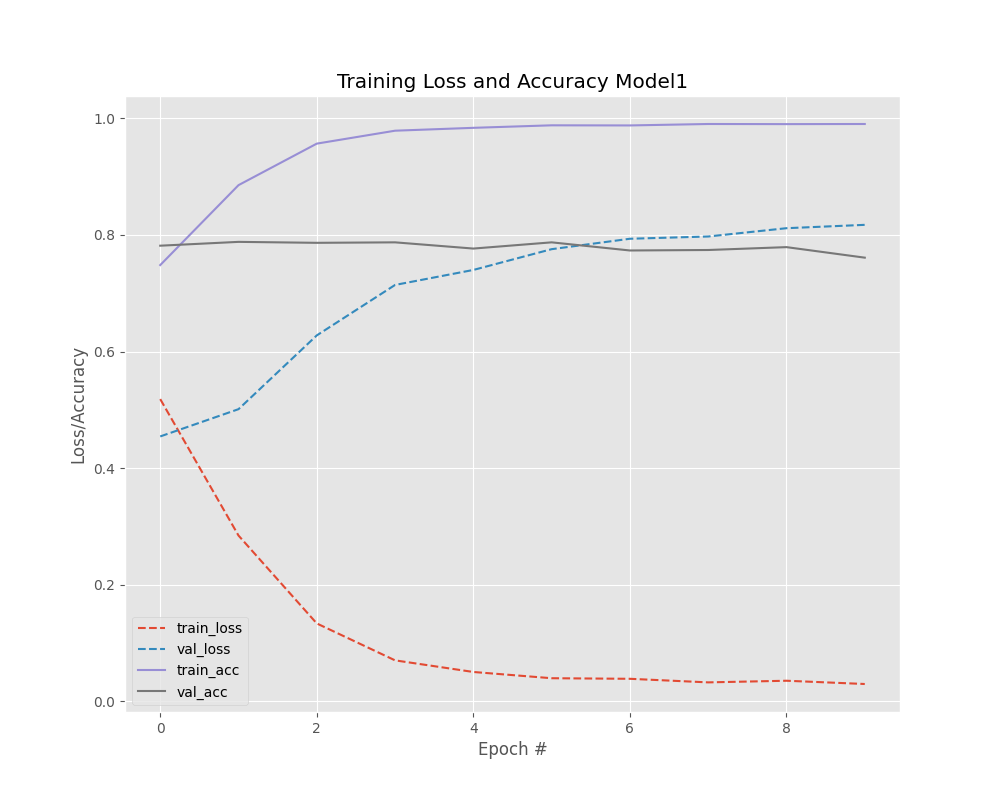 Training Loss and Accuracy Model1
Loss/Accuracy
1.0
0.8
0.6
0.4
0.2
0.0
train_loss
val_loss
train_acc
val_acc
0 2 4 6 8
Epoch #